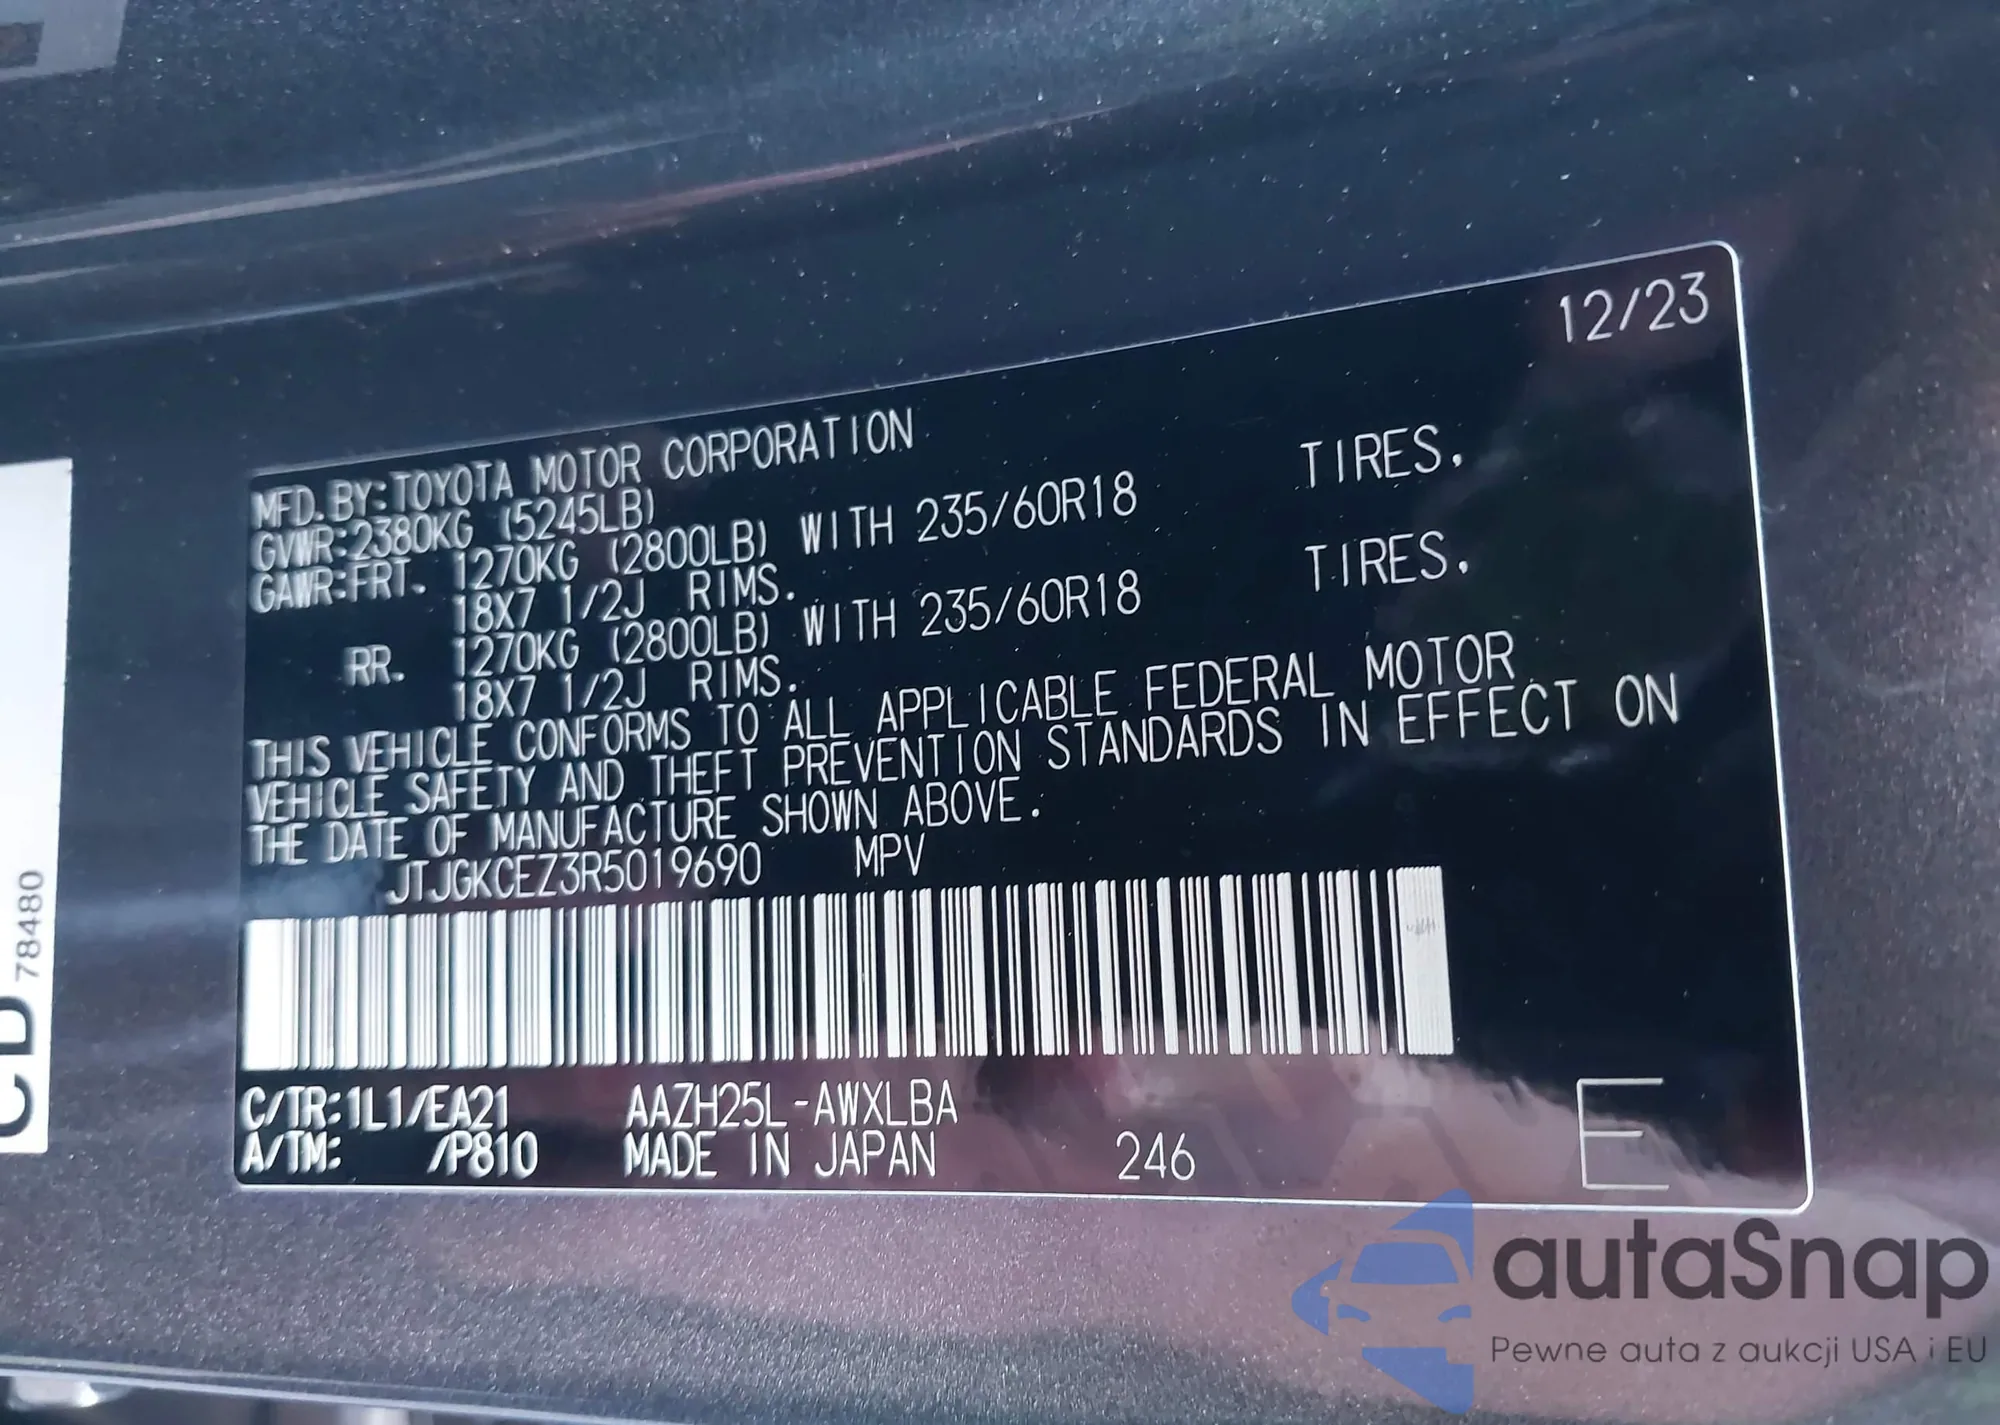 12/23
MFD.BY:TOYOTA MOTOR CORPORATION
GVWR:2380KG (5245LB)
GAWR:FRT. 1270KG (2800LB) WITH 235/60R18 TIRES,
18X7 1/2J RIMS.
RR. 1270KG (2800LB) WITH 235/60R18 TIRES,
18X7 1/2J RIMS.
THIS VEHICLE CONFORMS TO ALL APPLICABLE FEDERAL MOTOR
VEHICLE SAFETY AND THEFT PREVENTION STANDARDS IN EFFECT ON
THE DATE OF MANUFACTURE SHOWN ABOVE.
JTJGKCEZ3R5019690 MPV
C/TR:1L1/EA21 AAZH25L-AWXLBA
A/TM: /P810 MADE IN JAPAN 246 E
78480
autaSnap
Pewne auta z aukcji USA i EU